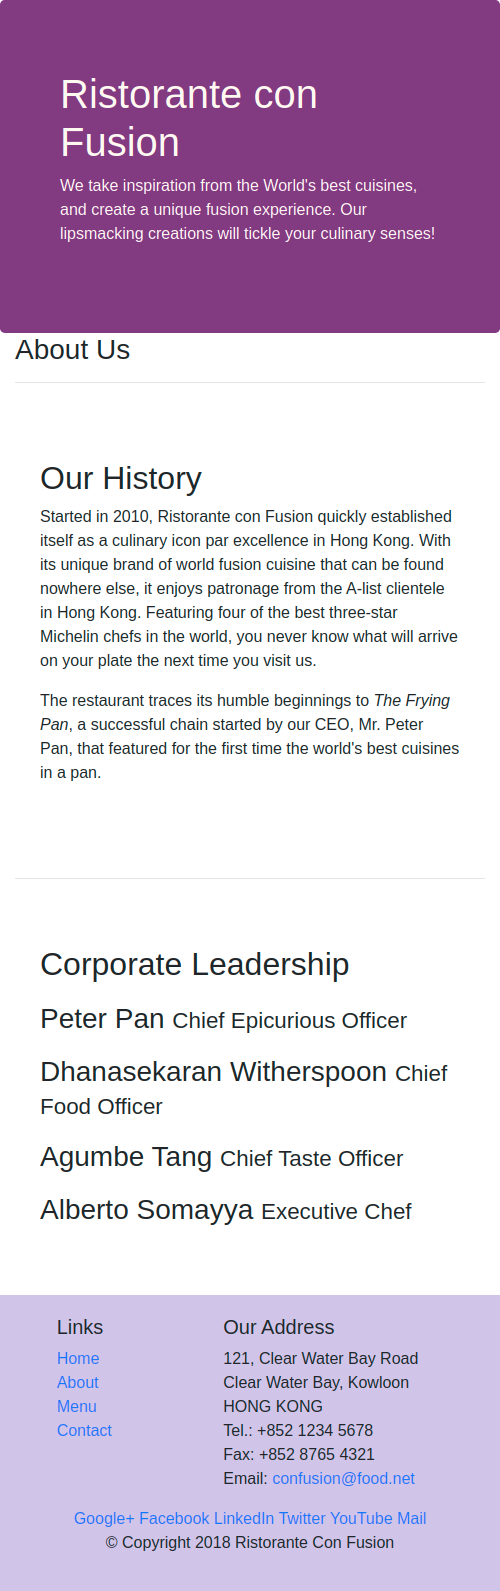 Ristorante con
Fusion
We take inspiration from the World's best cuisines,
and create a unique fusion experience. Our
lipsmacking creations will tickle your culinary senses!
About Us
Our History
Started in 2010, Ristorante con Fusion quickly established
itself as a culinary icon par excellence in Hong Kong. With
its unique brand of world fusion cuisine that can be found
nowhere else, it enjoys patronage from the A-list clientele
in Hong Kong. Featuring four of the best three-star
Michelin chefs in the world, you never know what will arrive
on your plate the next time you visit us.
The restaurant traces its humble beginnings to The Frying
Pan, a successful chain started by our CEO, Mr. Peter
Pan, that featured for the first time the world's best cuisines
in a pan.
Corporate Leadership
Peter Pan Chief Epicurious Officer
Dhanasekaran Witherspoon Chief
Food Officer
Agumbe Tang Chief Taste Officer
Alberto Somayya Executive Chef
Links
Home
About
Menu
Contact
Our Address
121, Clear Water Bay Road
Clear Water Bay, Kowloon
HONG KONG
Tel.: +852 1234 5678
Fax: +852 8765 4321
Email: confusion@food.net
Google+ Facebook LinkedIn Twitter YouTube Mail
© Copyright 2018 Ristorante Con Fusion